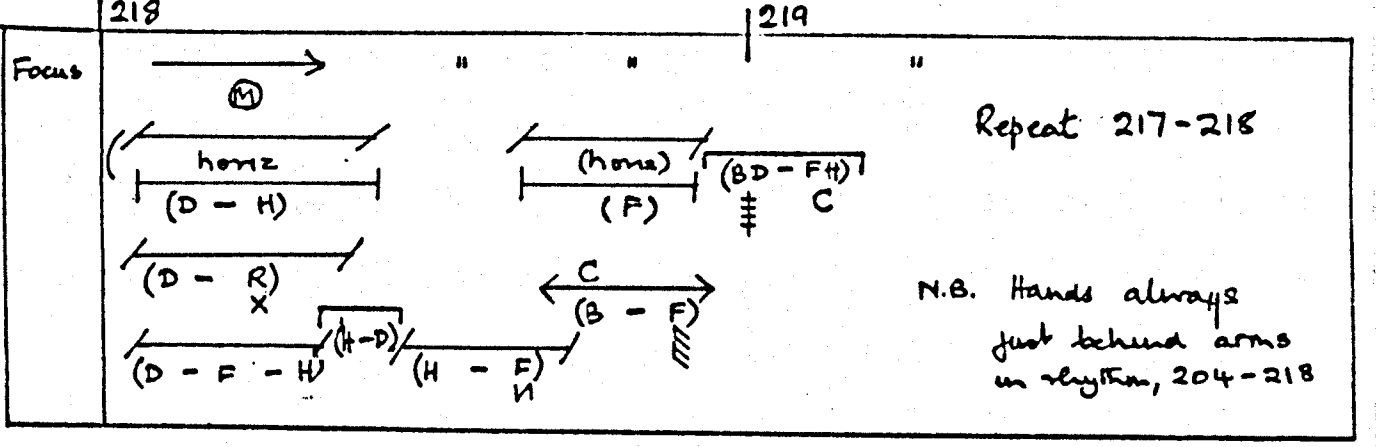 218 219
Focus " " "
M
Repeat 217-218
horiz (horiz) (BD - FH)
(D - H) (F) C
(D - R)
X
C
(B - F)
(D - F - H) (H-D) (H - F)
N
N.B. Hands always
just behind arms
in rhythm, 204-218